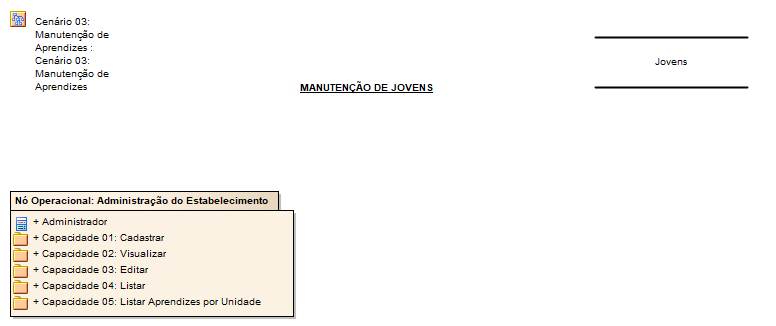 Cenário 03:
Manutenção de
Aprendizes :
Cenário 03:
Manutenção de
Aprendizes
Jovens
MANUTENÇÃO DE JOVENS
Nó Operacional: Administração do Estabelecimento
+ Administrador
+ Capacidade 01: Cadastrar
+ Capacidade 02: Visualizar
+ Capacidade 03: Editar
+ Capacidade 04: Listar
+ Capacidade 05: Listar Aprendizes por Unidade